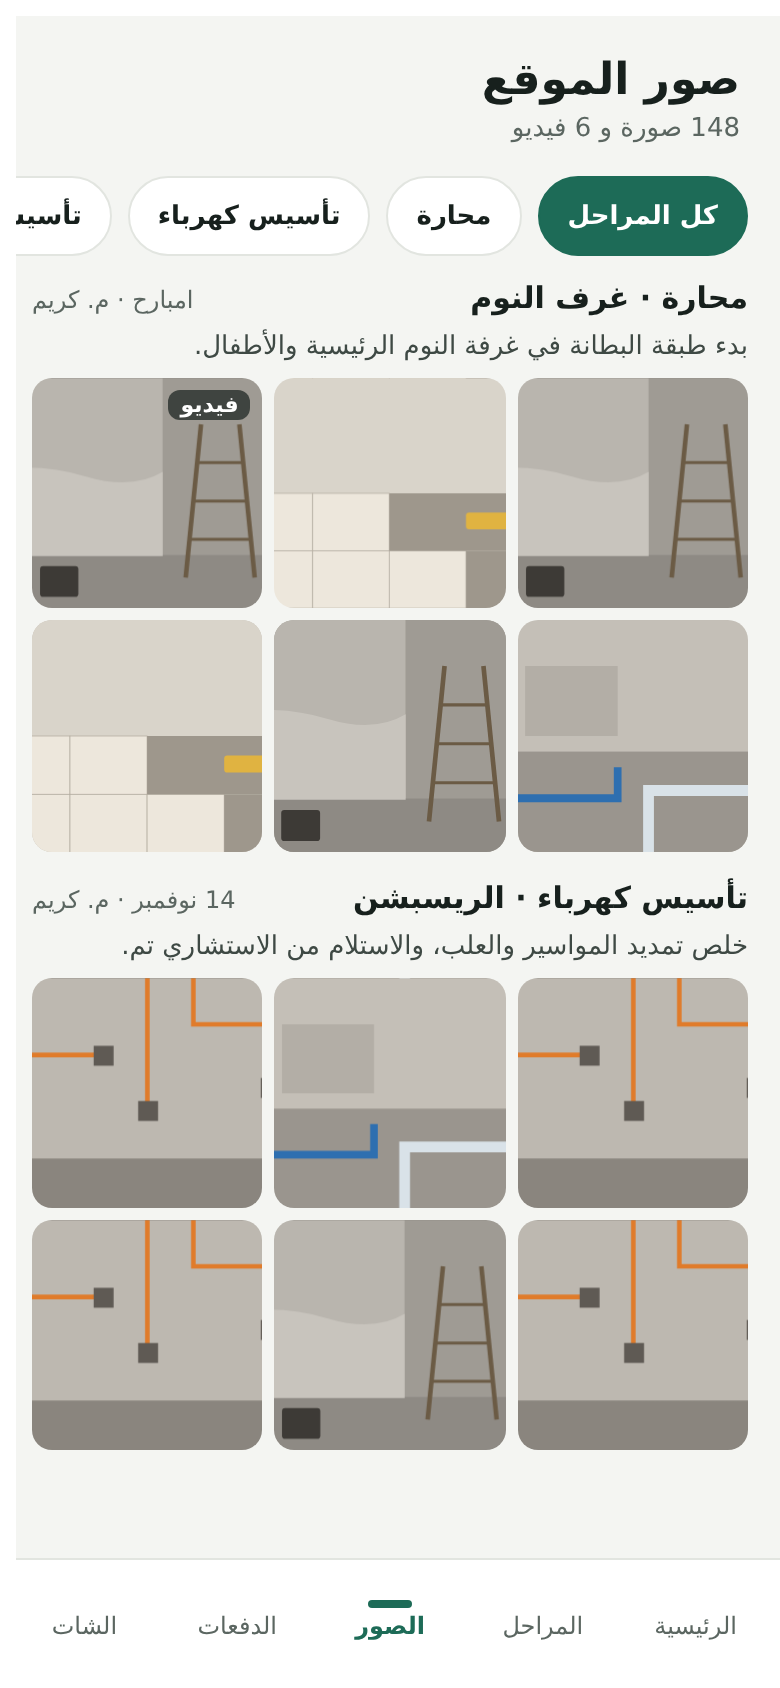 صور الموقع
148 صورة و 6 فيديو
كل المراحل
محارة
تأسيس كهرباء
محارة · غرف النوم
امبارح · م. كريم
بدء طبقة البطانة في غرفة النوم الرئيسية والأطفال.
فيديو
تأسيس كهرباء · الريسبشن
14 نوفمبر · م. كريم
خلص تمديد المواسير والعلب، والاستلام من الاستشاري تم.
الرئيسية
المراحل
الصور
الدفعات
الشات